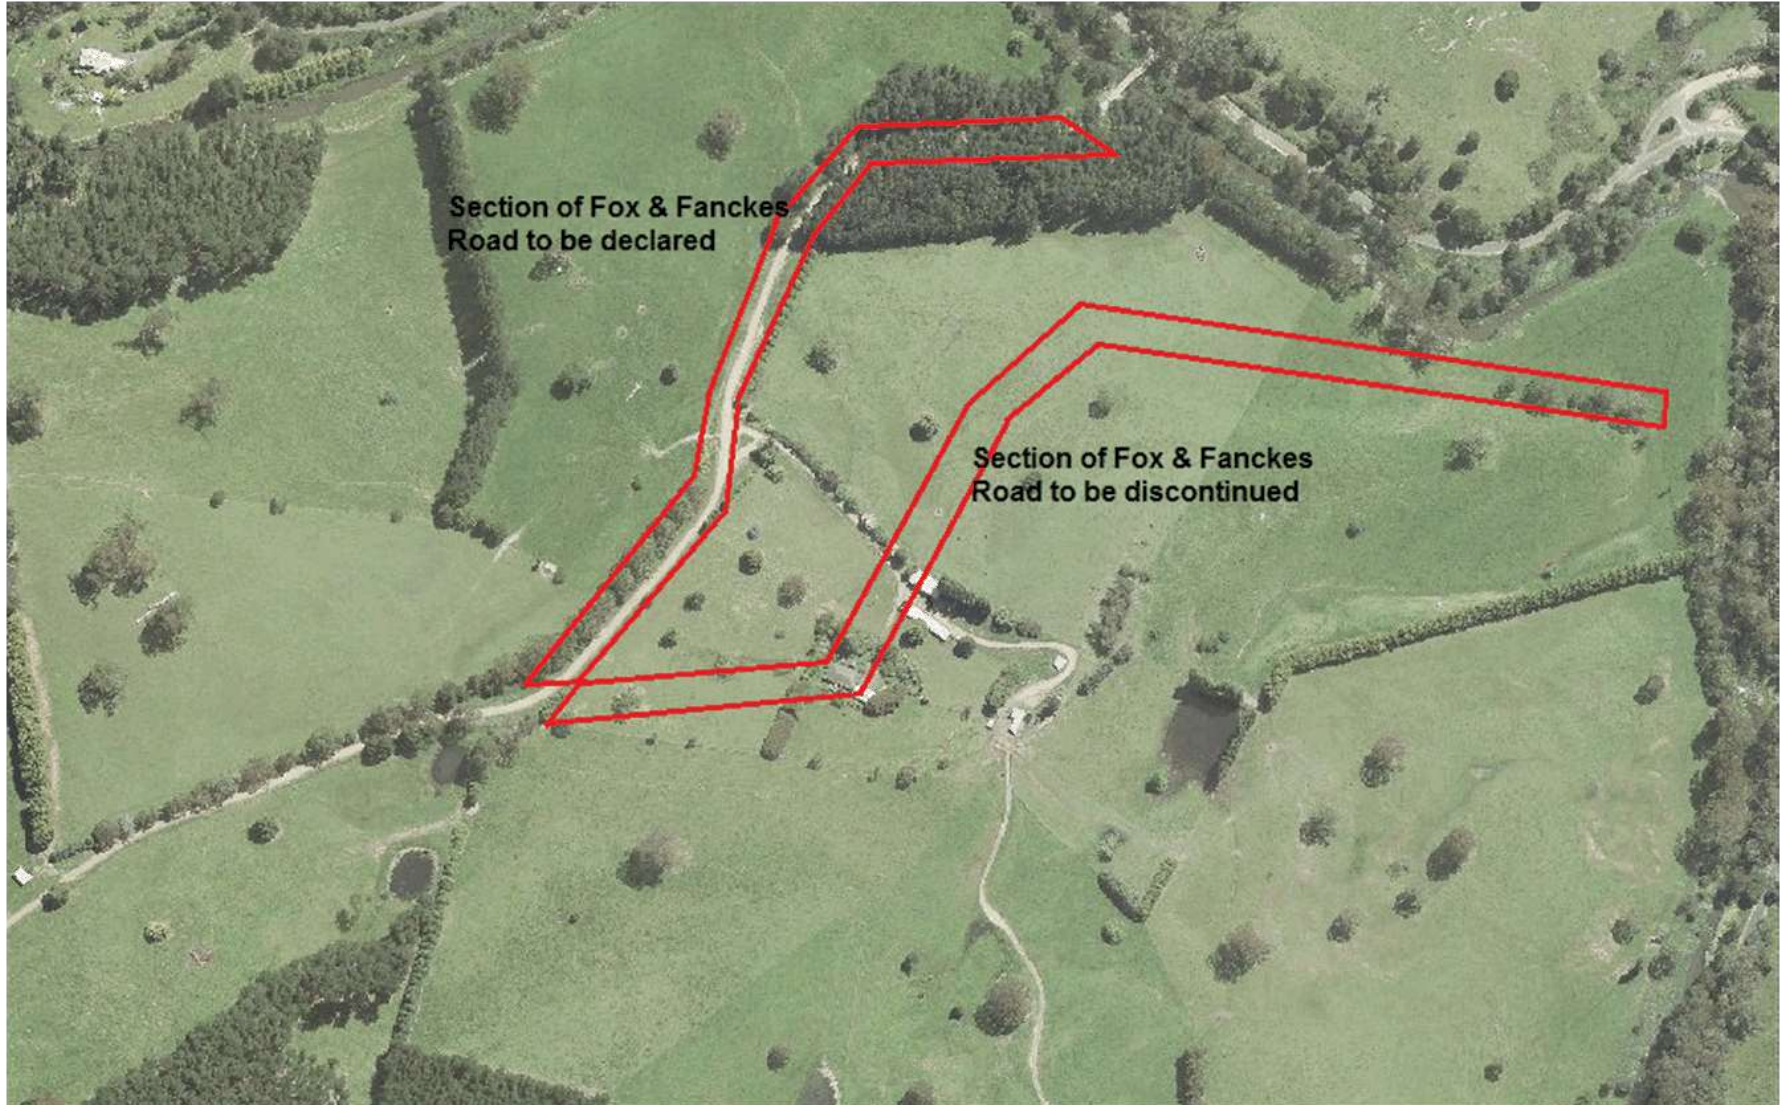 Section of Fox & Fanckes
Road to be declared
Section of Fox & Fanckes
Road to be discontinued